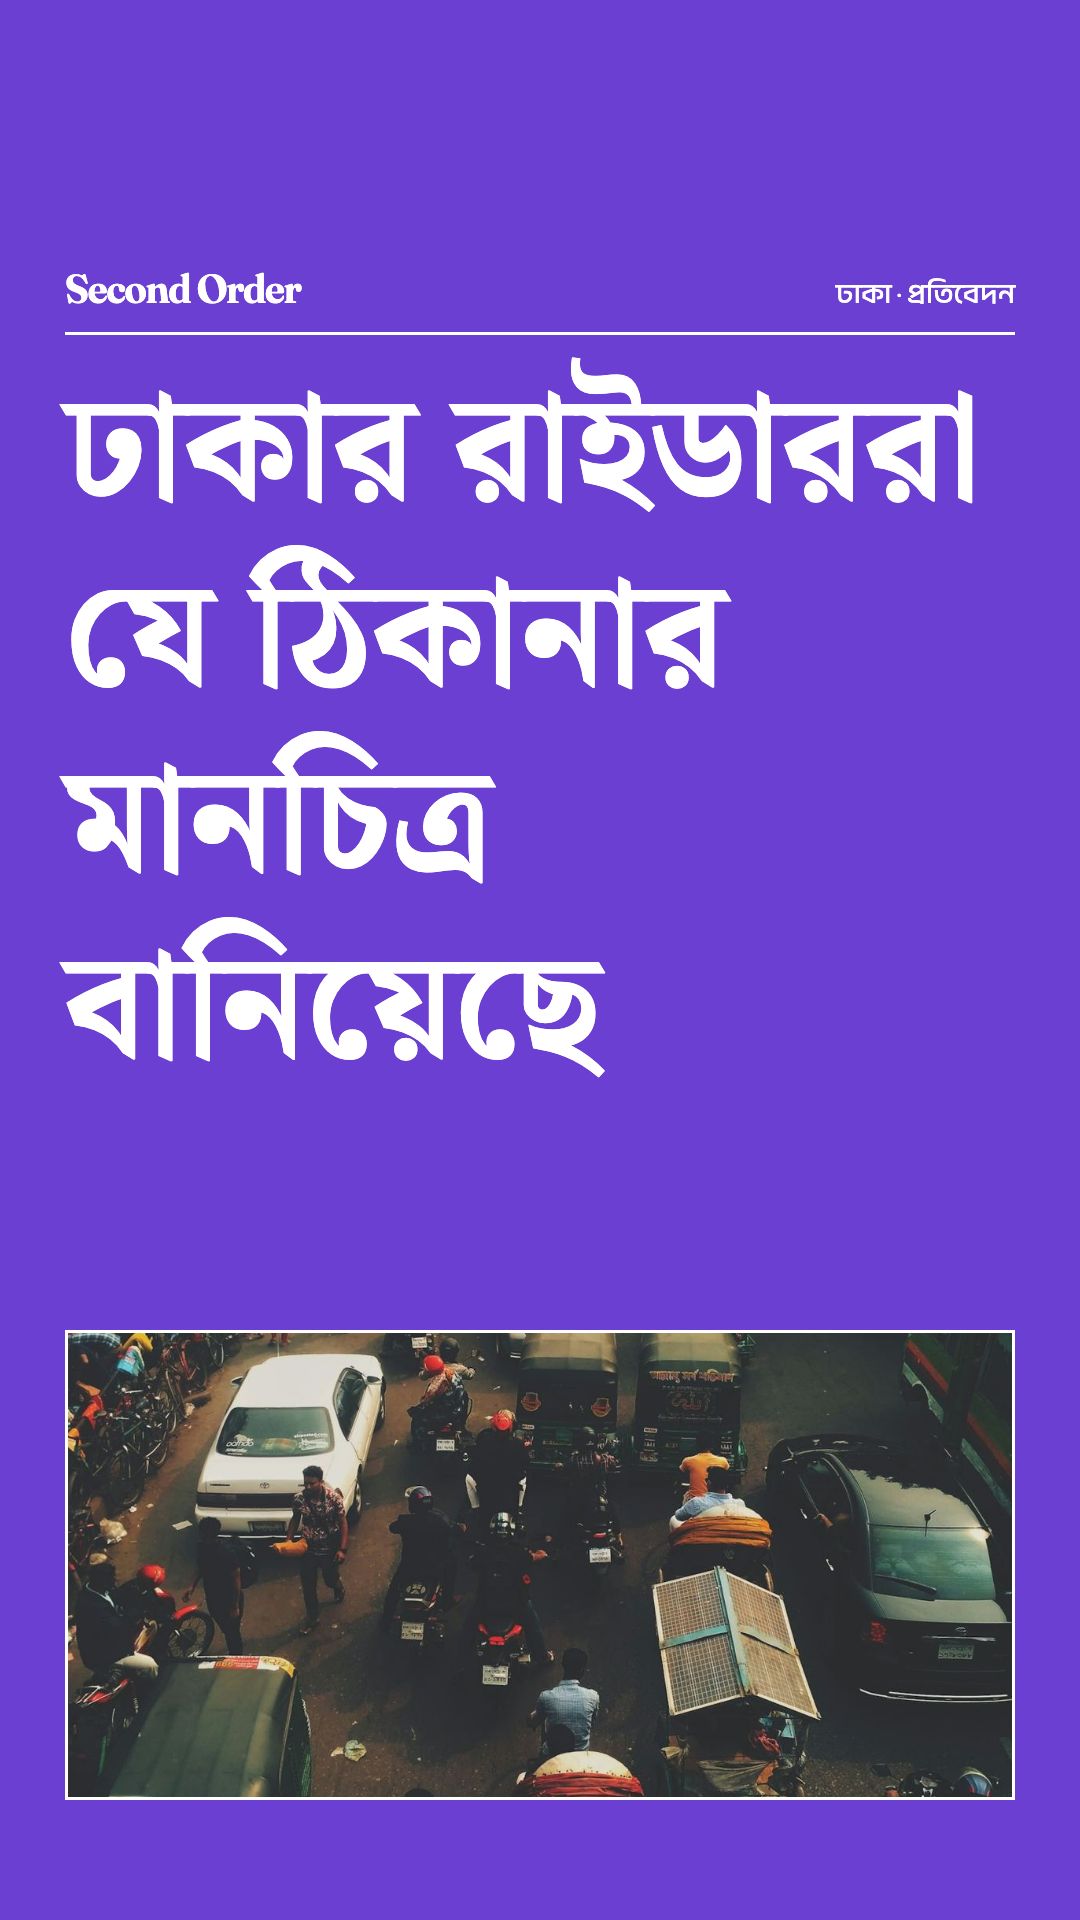 Second Order
ঢাকা · প্রতিবেদন
ঢাকার রাইডাররা
যে ঠিকানার
মানচিত্র
বানিয়েছে